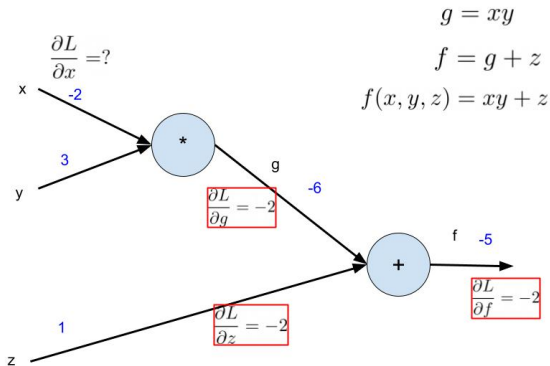 g = xy
∂L/∂x =?
f = g + z
x
-2
f(x, y, z) = xy + z
*
y
3
g
∂L/∂g = −2
-6
+
f
-5
∂L/∂f = −2
1
∂L/∂z = −2
z